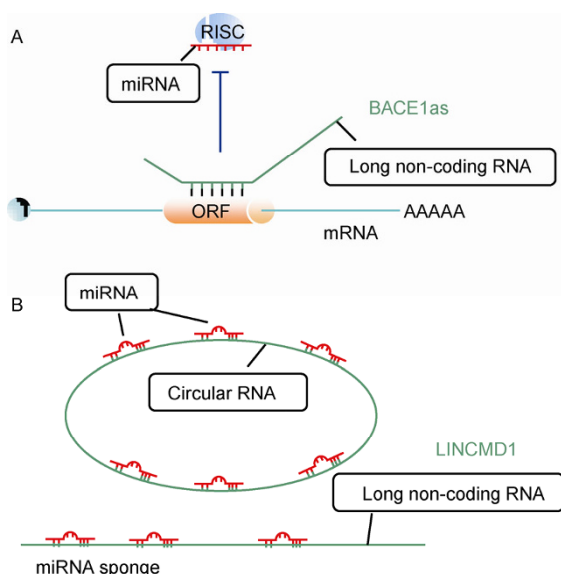 A
RISC
miRNA
BACE1as
Long non-coding RNA
ORF
AAAAA
mRNA
miRNA
B
Circular RNA
LINCMD1
Long non-coding RNA
miRNA sponge